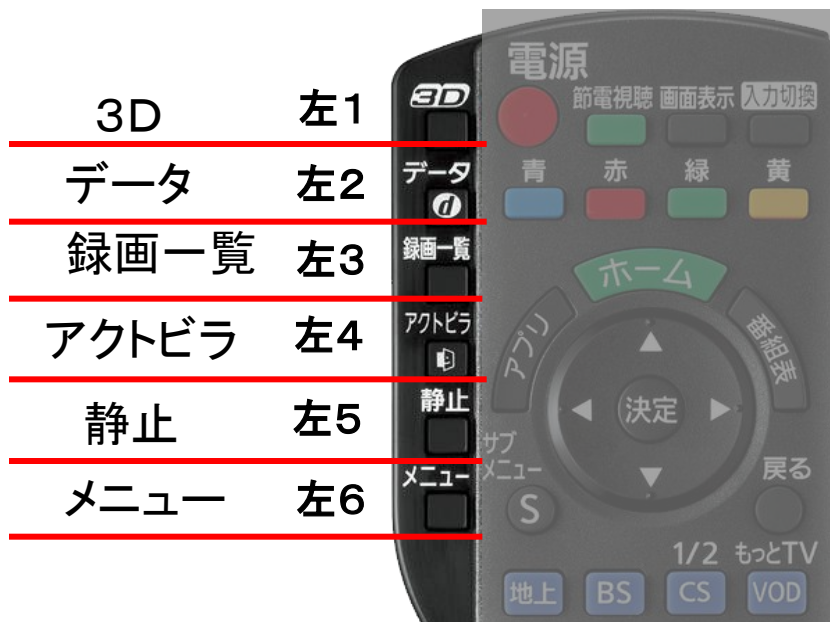 3D 左1 3D
データ 左2 データ
d
録画一覧 左3 録画一覧
アクトビラ 左4 アクトビラ
静止 左5 静止
メニュー 左6 メニュー
電源
節電視聴 画面表示 入力切換
青 赤 緑 黄
ホーム
アプリ
番組表
決定
サブ
メニュー
S
戻る
1/2 もっとTV
地上 BS CS VOD